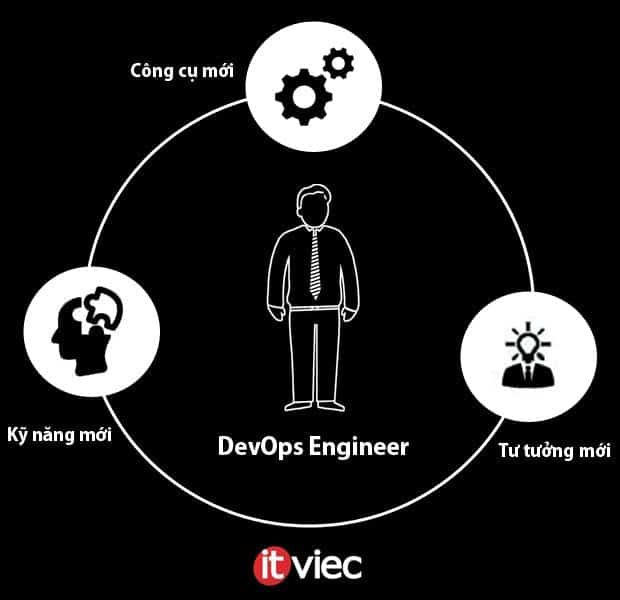 Công cụ mới
Kỹ năng mới
DevOps Engineer
Tư tưởng mới
itviec